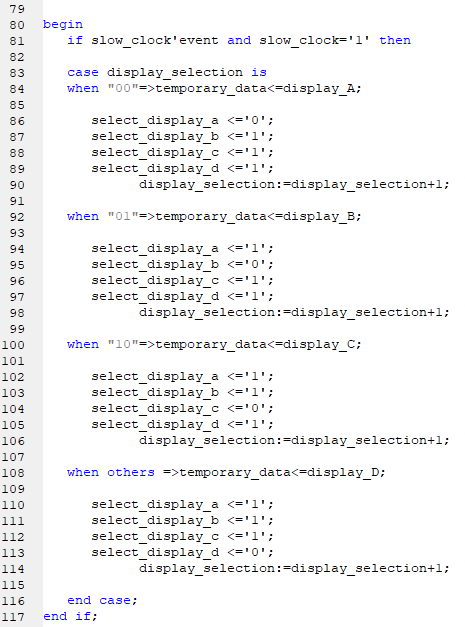 79
80 begin
81    if slow_clock'event and slow_clock='1' then
82
83    case display_selection is
84    when "00"=>temporary_data<=display_A;
85
86       select_display_a <='0';
87       select_display_b <='1';
88       select_display_c <='1';
89       select_display_d <='1';
90             display_selection:=display_selection+1;
91
92    when "01"=>temporary_data<=display_B;
93
94       select_display_a <='1';
95       select_display_b <='0';
96       select_display_c <='1';
97       select_display_d <='1';
98             display_selection:=display_selection+1;
99
100    when "10"=>temporary_data<=display_C;
101
102       select_display_a <='1';
103       select_display_b <='1';
104       select_display_c <='0';
105       select_display_d <='1';
106             display_selection:=display_selection+1;
107
108    when others =>temporary_data<=display_D;
109
110       select_display_a <='1';
111       select_display_b <='1';
112       select_display_c <='1';
113       select_display_d <='0';
114             display_selection:=display_selection+1;
115
116    end case;
117 end if;